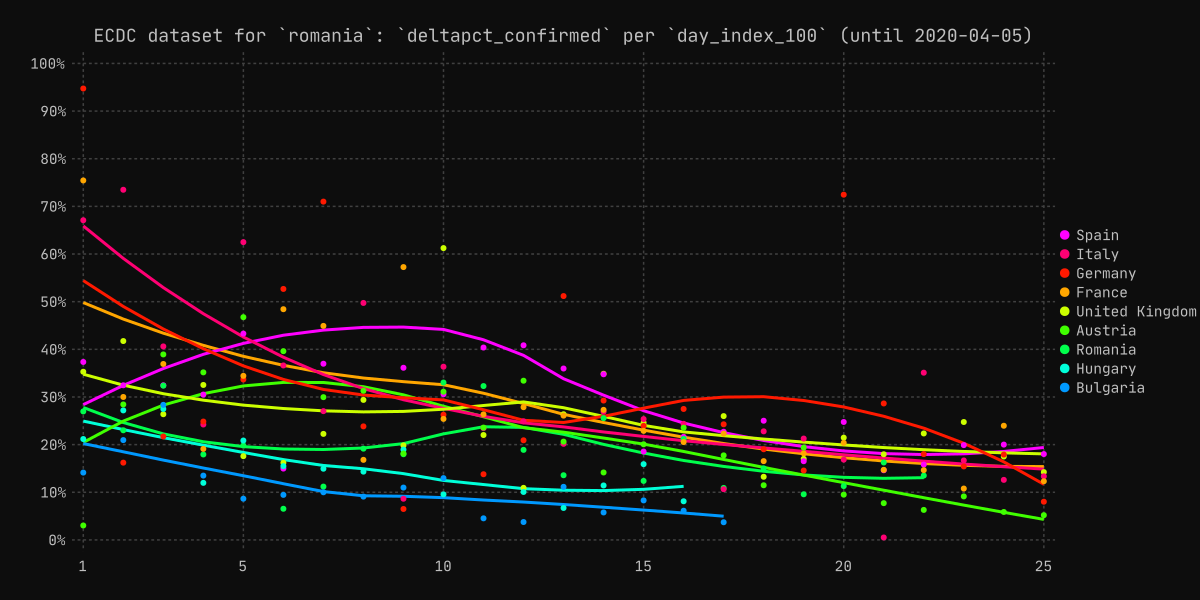 ECDC dataset for `romania`: `deltapct_confirmed` per `day_index_100` (until 2020-04-05)
100%
90%
80%
70%
60%
50%
40%
30%
20%
10%
0%
1 5 10 15 20 25
Spain
Italy
Germany
France
United Kingdom
Austria
Romania
Hungary
Bulgaria